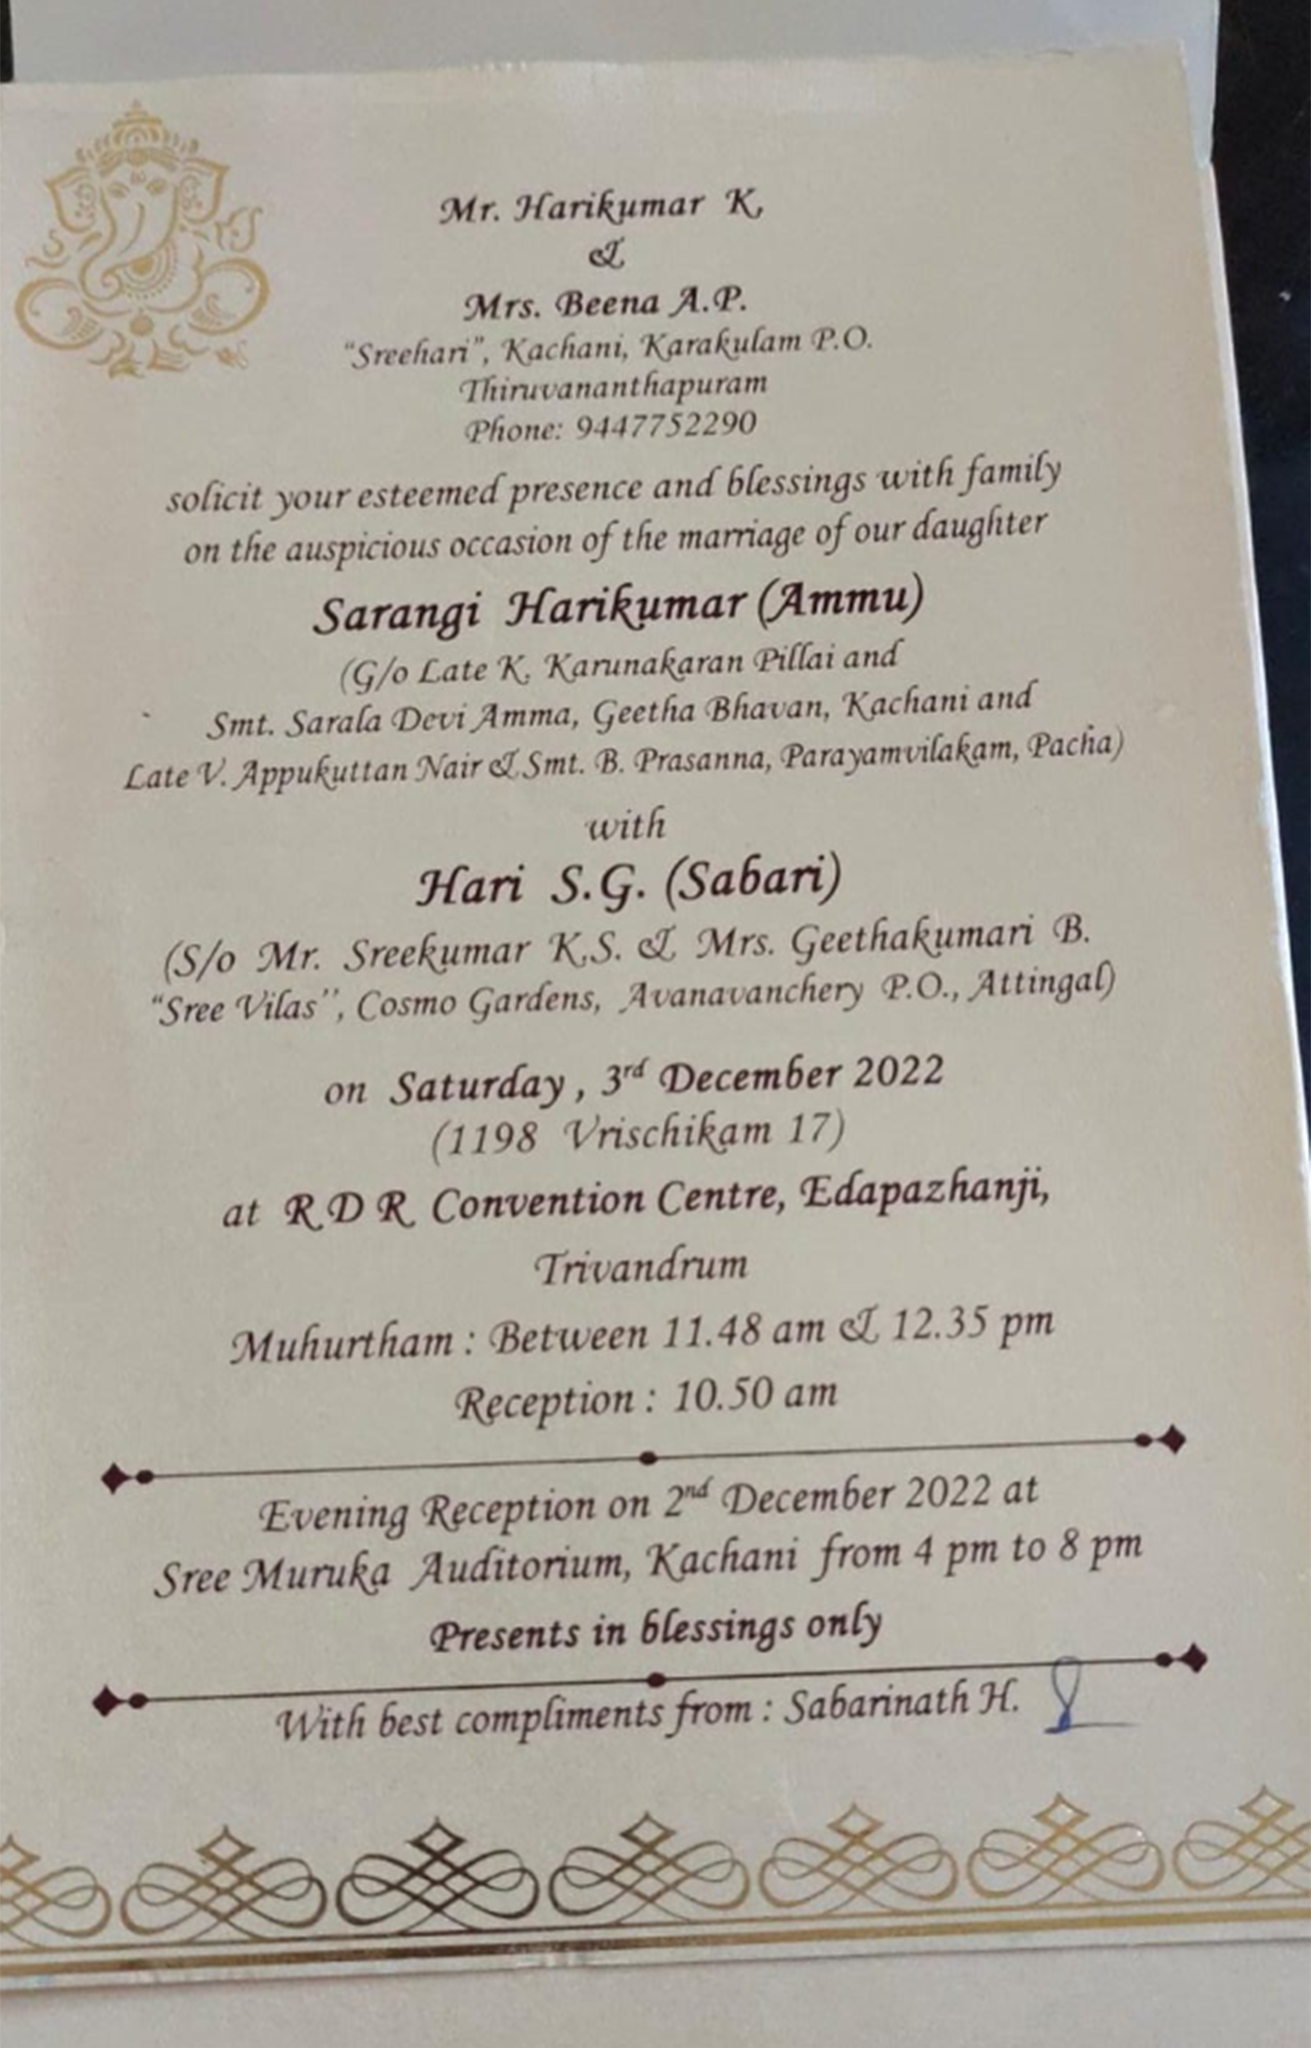 Mr. Harikumar K.
&
Mrs. Beena A.P.
"Sreehari", Kachani, Karakulam P.O.
Thiruvananthapuram
Phone: 9447752290
solicit your esteemed presence and blessings with family
on the auspicious occasion of the marriage of our daughter
Sarangi Harikumar (Ammu)
(G/o Late K. Karunakaran Pillai and
Smt. Sarala Devi Amma, Geetha Bhavan, Kachani and
Late V. Appukuttan Nair & Smt. B. Prasanna, Parayamvilakam, Pacha)
with
Hari S.G. (Sabari)
(S/o Mr. Sreekumar K.S. & Mrs. Geethakumari B.
"Sree Vilas'', Cosmo Gardens, Avanavanchery P.O., Attingal)
on Saturday, 3rd December 2022
(1198 Vrischikam 17)
at R D R Convention Centre, Edapazhanji,
Trivandrum
Muhurtham : Between 11.48 am & 12.35 pm
Reception : 10.50 am
Evening Reception on 2nd December 2022 at
Sree Muruka Auditorium, Kachani from 4 pm to 8 pm
Presents in blessings only
With best compliments from : Sabarinath H.